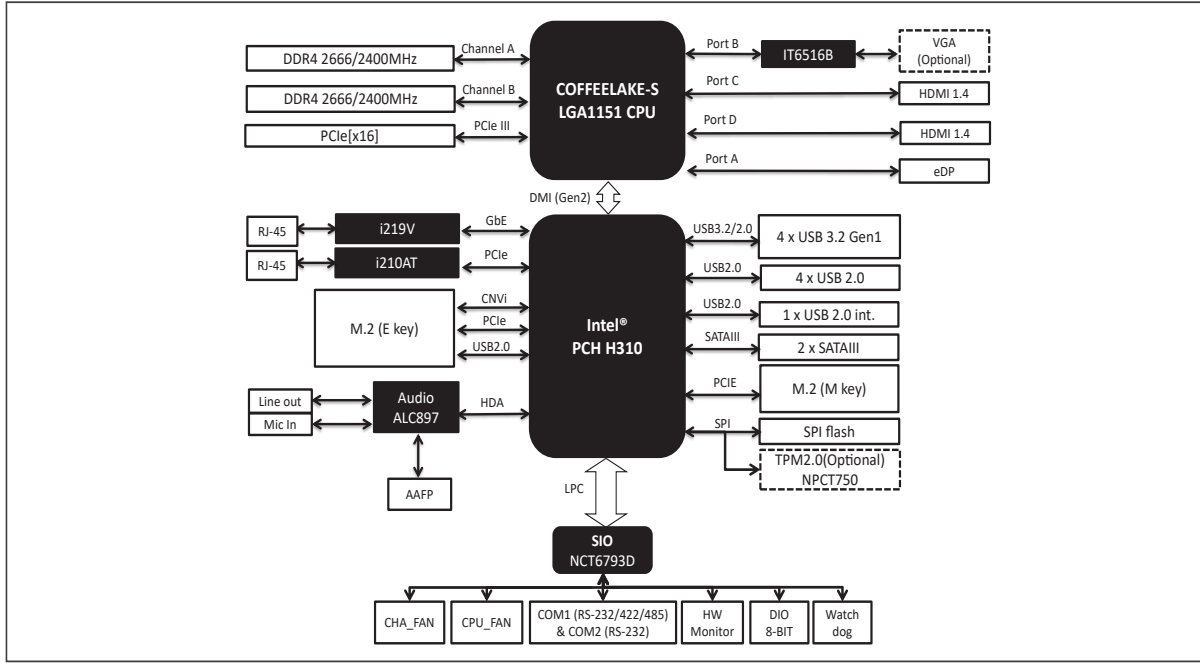 DDR4 2666/2400MHz
Channel A
DDR4 2666/2400MHz
Channel B
PCIe[x16]
PCIe III
COFFEELAKE-S
LGA1151 CPU
Port B
IT6516B
VGA
(Optional)
Port C
HDMI 1.4
Port D
HDMI 1.4
Port A
eDP
DMI (Gen2)
RJ-45
i219V
GbE
RJ-45
i210AT
PCIe
M.2 (E key)
CNVi
PCIe
USB2.0
Line out
Mic In
Audio
ALC897
HDA
AAFP
Intel®
PCH H310
USB3.2/2.0
4 x USB 3.2 Gen1
USB2.0
4 x USB 2.0
USB2.0
1 x USB 2.0 int.
SATAIII
2 x SATAIII
PCIE
M.2 (M key)
SPI
SPI flash
TPM2.0(Optional)
NPCT750
LPC
SIO
NCT6793D
CHA_FAN
CPU_FAN
COM1 (RS-232/422/485)
& COM2 (RS-232)
HW
Monitor
DIO
8-BIT
Watch
dog